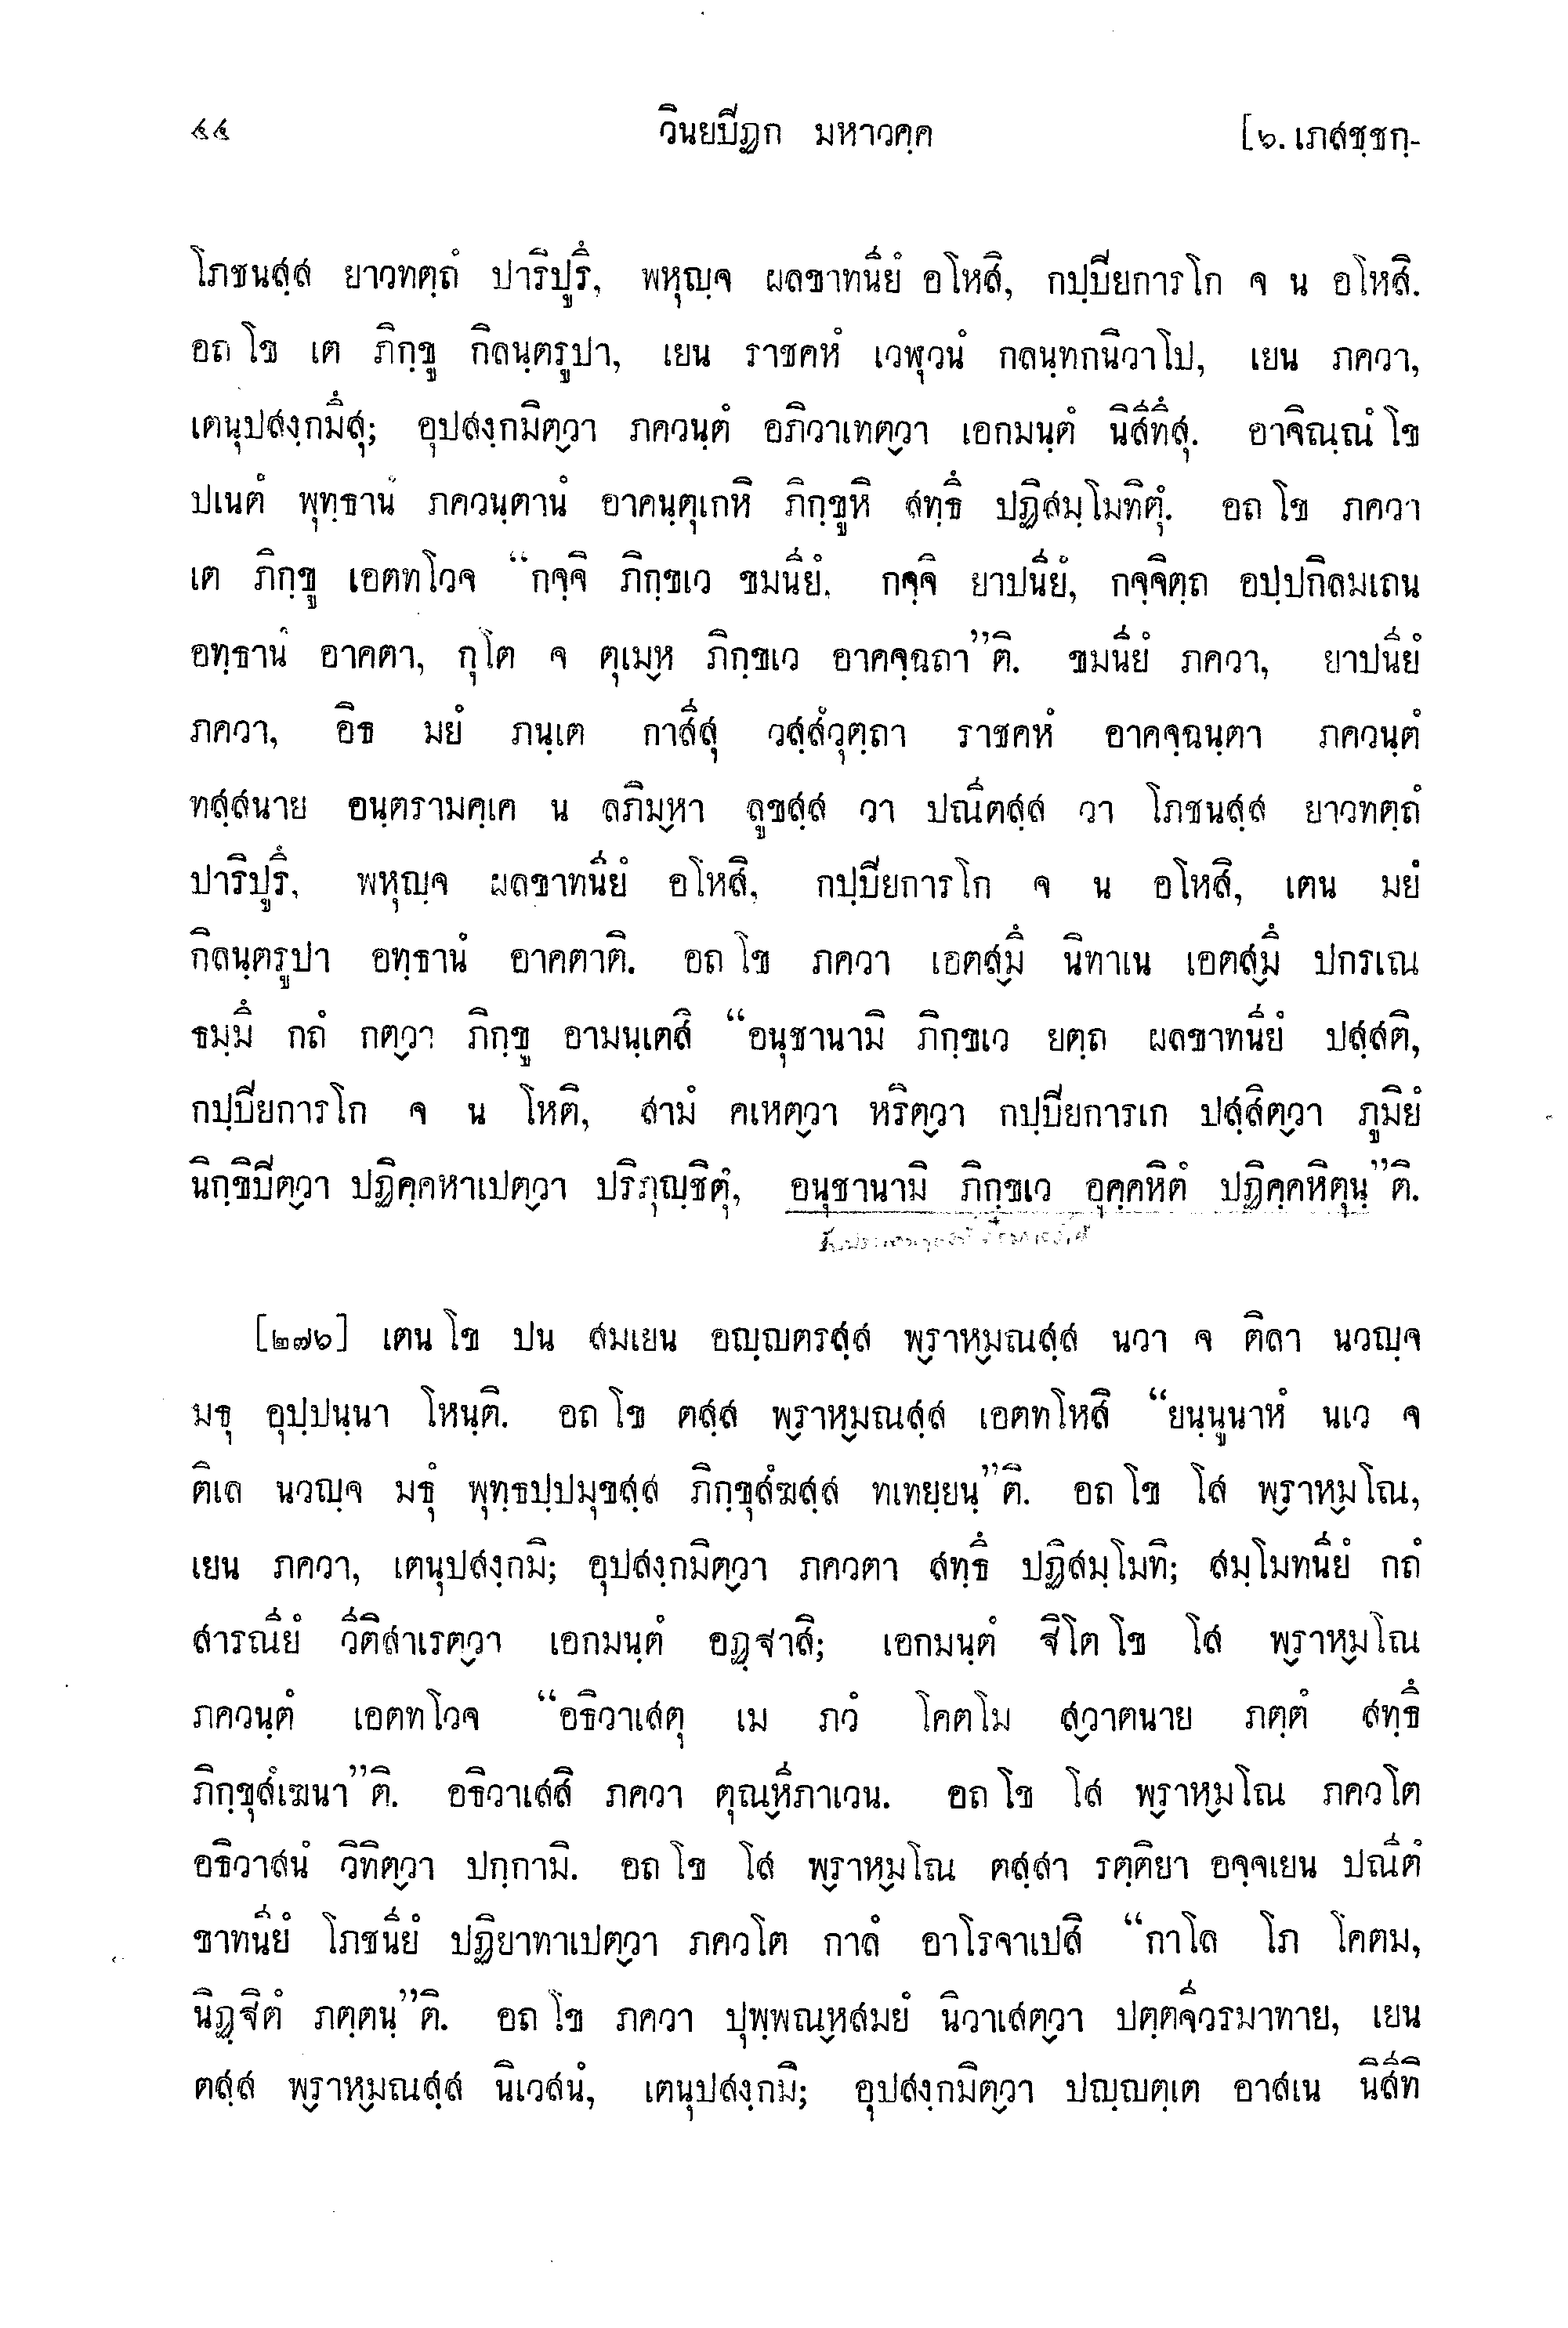 ๕๕ วินยปิฏก มหาวคฺค [๖. เภสชฺชกฺ-
โภชนสฺส ยาวทตฺถํ ปาริปูรึ, พหุญฺจ ผลขาทนียํ อโหสิ, กปฺปิยการโก จ น อโหสิ.
อถ โข เต ภิกฺขู กิลนฺตรูปา, เยน ราชคหํ เวฬุวนํ กลนฺทกนิวาโป, เยน ภควา,
เตนุปสงฺกมึสุ; อุปสงฺกมิตฺวา ภควนฺตํ อภิวาเทตฺวา เอกมนฺตํ นิสีทึสุ. อาจิณฺณํ โข
ปเนตํ พุทฺธานํ ภควนฺตานํ อาคนฺตุเกหิ ภิกฺขูหิ สทฺธึ ปฏิสมฺโมทิตุํ. อถ โข ภควา
เต ภิกฺขู เอตทโวจ “กจฺจิ ภิกฺขเว ขมนียํ, กจฺจิ ยาปนียํ, กจฺจิตฺถ อปฺปกิลมเถน
อทฺธานํ อาคตา, กุโต จ ตุเมฺห ภิกฺขเว อาคจฺฉถา”ติ. ขมนียํ ภควา, ยาปนียํ
ภควา, อิธ มยํ ภนฺเต กาสีสุ วสฺสํวุตฺถา ราชคหํ อาคจฺฉนฺตา ภควนฺตํ
ทสฺสนาย อนฺตรามคฺเค น ลภิมฺหา ลูขสฺส วา ปณีตสฺส วา โภชนสฺส ยาวทตฺถํ
ปาริปูรึ, พหุญฺจ ผลขาทนียํ อโหสิ, กปฺปิยการโก จ น อโหสิ, เตน มยํ
กิลนฺตรูปา อทฺธานํ อาคตาติ. อถ โข ภควา เอตสฺมึ นิทาเน เอตสฺมึ ปกรเณ
ธมฺมึ กถํ กตฺวา ภิกฺขู อามนฺเตสิ “อนุชานามิ ภิกฺขเว ยตฺถ ผลขาทนียํ ปสฺสติ,
กปฺปิยการโก จ น โหติ, สามํ คเหตฺวา หริตฺวา กปฺปิยการเก ปสฺสิตฺวา ภูมิยํ
นิกฺขิปิตฺวา ปฏิคฺคหาเปตฺวา ปริภุญฺชิตุํ, อนุชานามิ ภิกฺขเว อุคฺคหิตํ ปฏิคฺคหิตุนฺ”ติ.
[๒๗๖] เตน โข ปน สมเยน อญฺญตรสฺส พฺราหฺมณสฺส นวา จ ติลา นวญฺจ
มธุ อุปฺปนฺนา โหนฺติ. อถ โข ตสฺส พฺราหฺมณสฺส เอตทโหสิ “ยนฺนูนาหํ นเว จ
ติเล นวญฺจ มธุํ พุทฺธปฺปมุขสฺส ภิกฺขุสํฆสฺส ทเทยฺยนฺ”ติ. อถ โข โส พฺราหฺมโณ,
เยน ภควา, เตนุปสงฺกมิ; อุปสงฺกมิตฺวา ภควตา สทฺธึ ปฏิสมฺโมทิ; สมฺโมทนียํ กถํ
สารณียํ วีติสาเรตฺวา เอกมนฺตํ อฏฺฐาสิ; เอกมนฺตํ ฐิโต โข โส พฺราหฺมโณ
ภควนฺตํ เอตทโวจ “อธิวาเสตุ เม ภวํ โคตโม สฺวาตนาย ภตฺตํ สทฺธึ
ภิกฺขุสํเฆนา”ติ. อธิวาเสสิ ภควา ตุณฺหีภาเวน. อถ โข โส พฺราหฺมโณ ภควโต
อธิวาสนํ วิทิตฺวา ปกฺกามิ. อถ โข โส พฺราหฺมโณ ตสฺสา รตฺติยา อจฺจเยน ปณีตํ
ขาทนียํ โภชนียํ ปฏิยาทาเปตฺวา ภควโต กาลํ อาโรจาเปสิ “กาโล โภ โคตม,
นิฏฺฐิตํ ภตฺตนฺ”ติ. อถ โข ภควา ปุพฺพณฺหสมยํ นิวาเสตฺวา ปตฺตจีวรมาทาย, เยน
ตสฺส พฺราหฺมณสฺส นิเวสนํ, เตนุปสงฺกมิ; อุปสงฺกมิตฺวา ปญฺญตฺเต อาสเน นิสีทิ